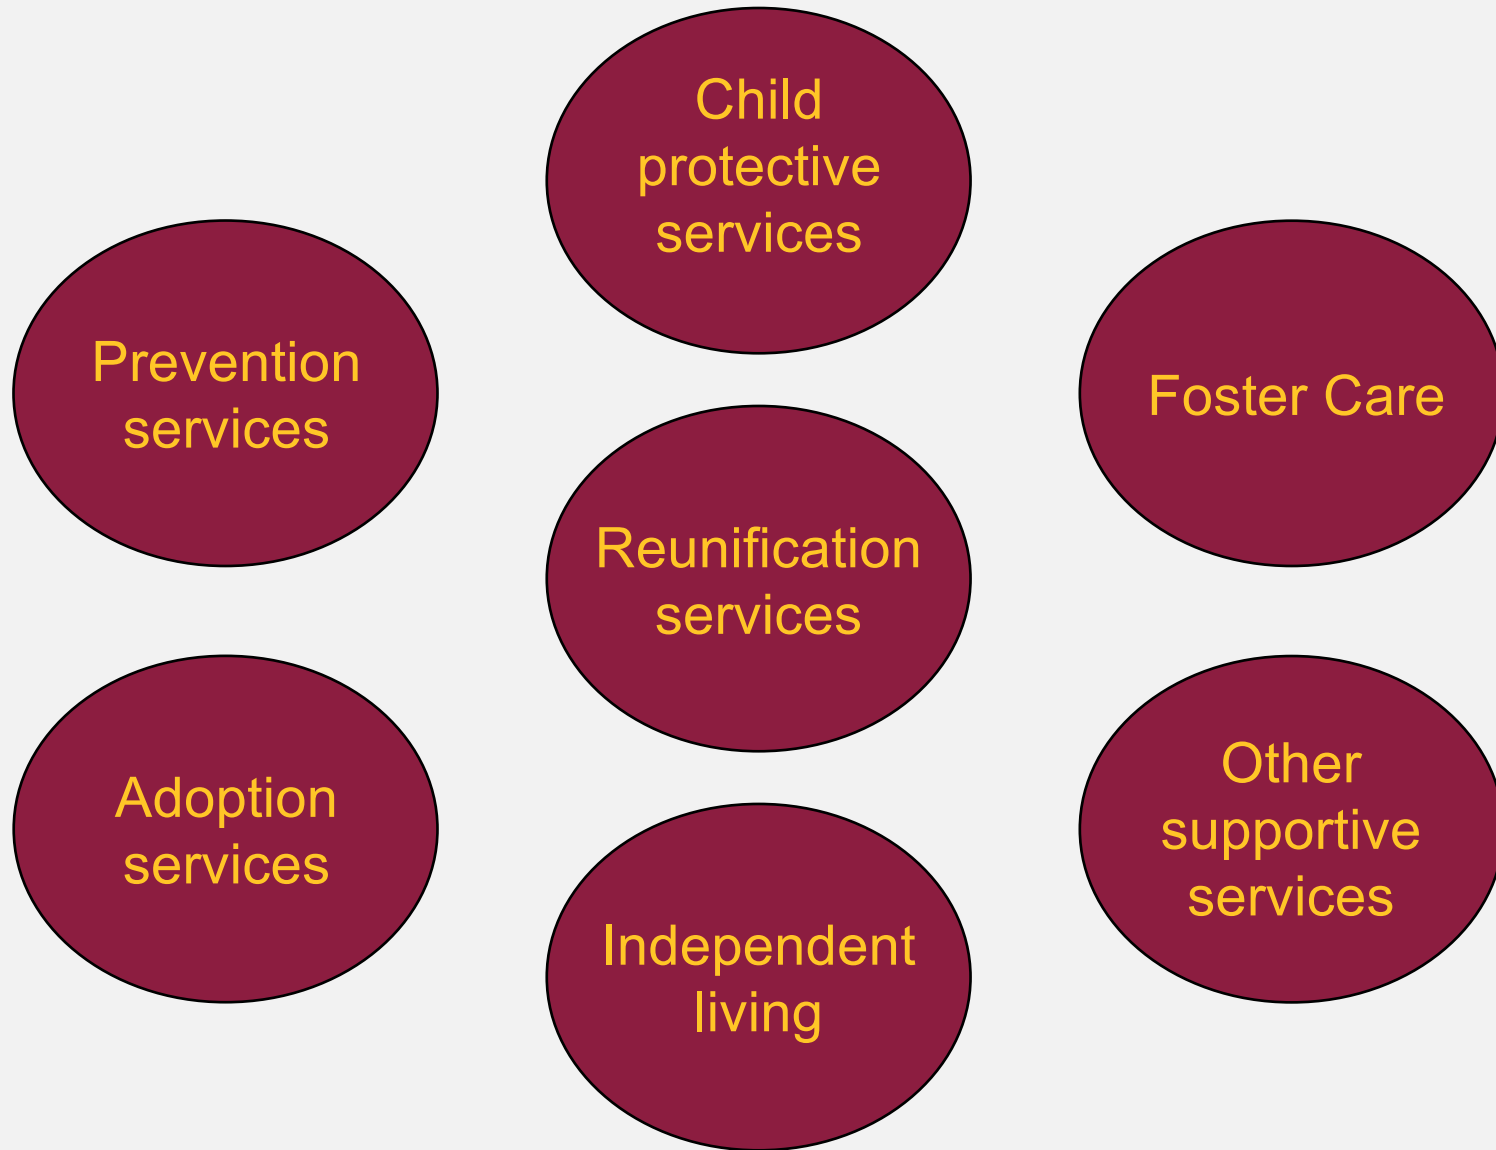 Child
protective
services
Prevention
services
Foster Care
Reunification
services
Adoption
services
Other
supportive
services
Independent
living